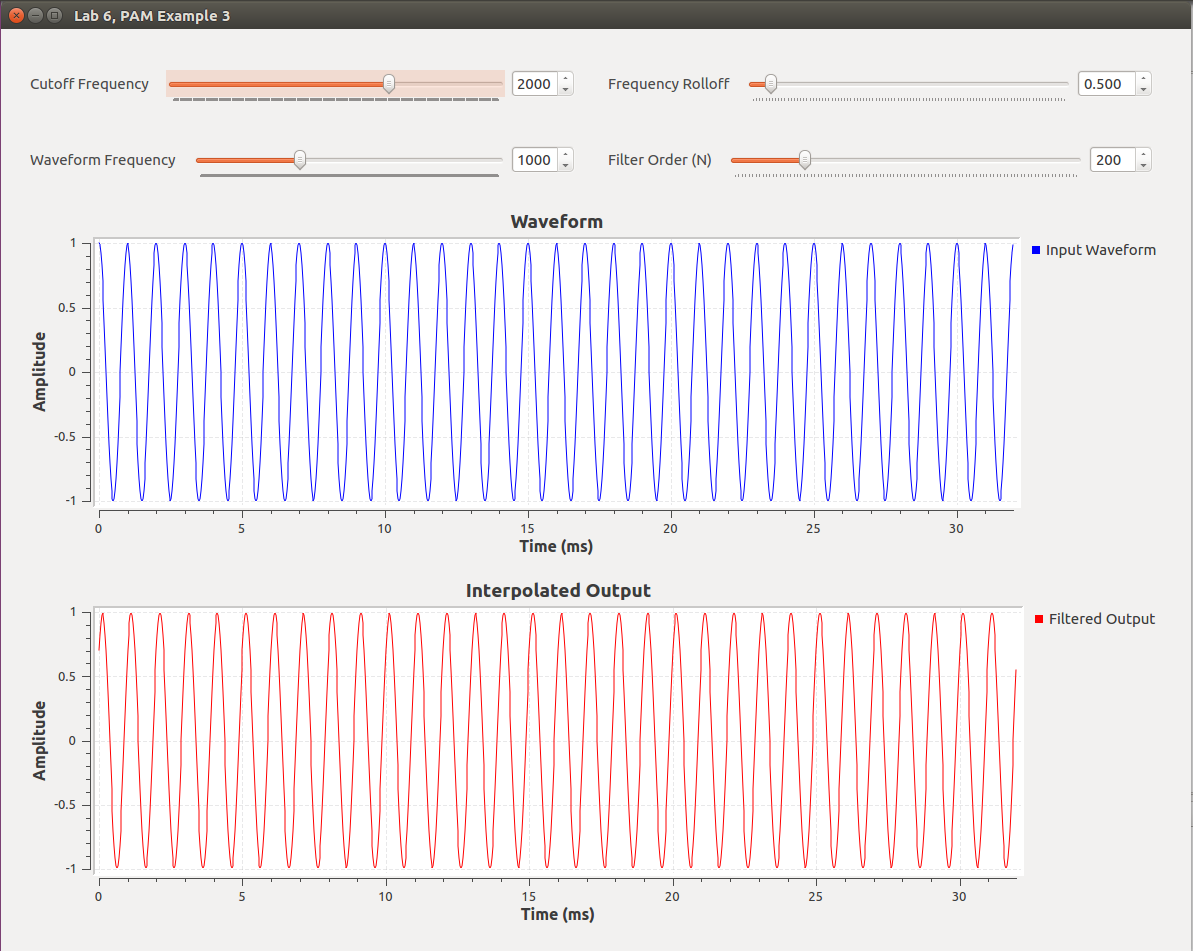 Lab 6, PAM Example 3
Cutoff Frequency 2000 Frequency Rolloff 0.500
Waveform Frequency 1000 Filter Order (N) 200
Waveform
Input Waveform
Amplitude
1
0.5
0
-0.5
-1
0 5 10 15 20 25 30
Time (ms)
Interpolated Output
Filtered Output
Amplitude
1
0.5
0
-0.5
-1
0 5 10 15 20 25 30
Time (ms)